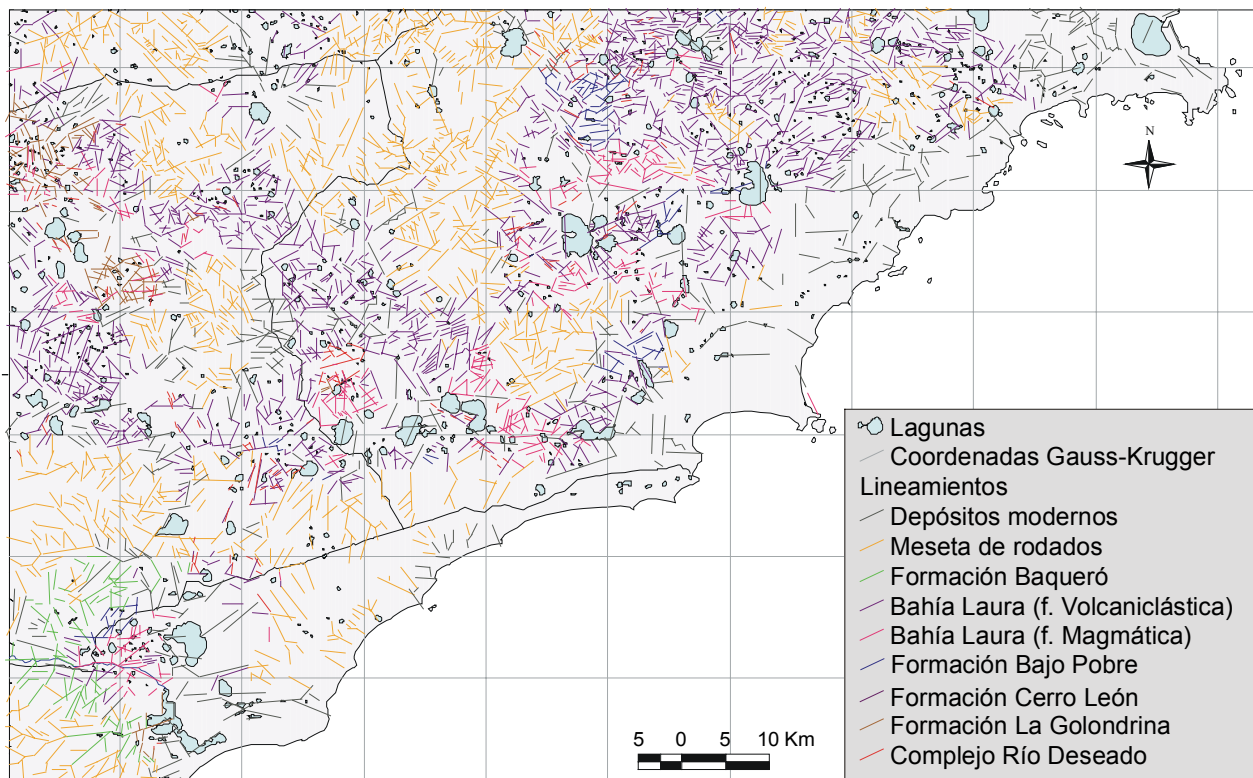 N
Lagunas
Coordenadas Gauss-Krugger
Lineamientos
Depósitos modernos
Meseta de rodados
Formación Baqueró
Bahía Laura (f. Volcaniclástica)
Bahía Laura (f. Magmática)
Formación Bajo Pobre
Formación Cerro León
Formación La Golondrina
Complejo Río Deseado
5 0 5 10 Km